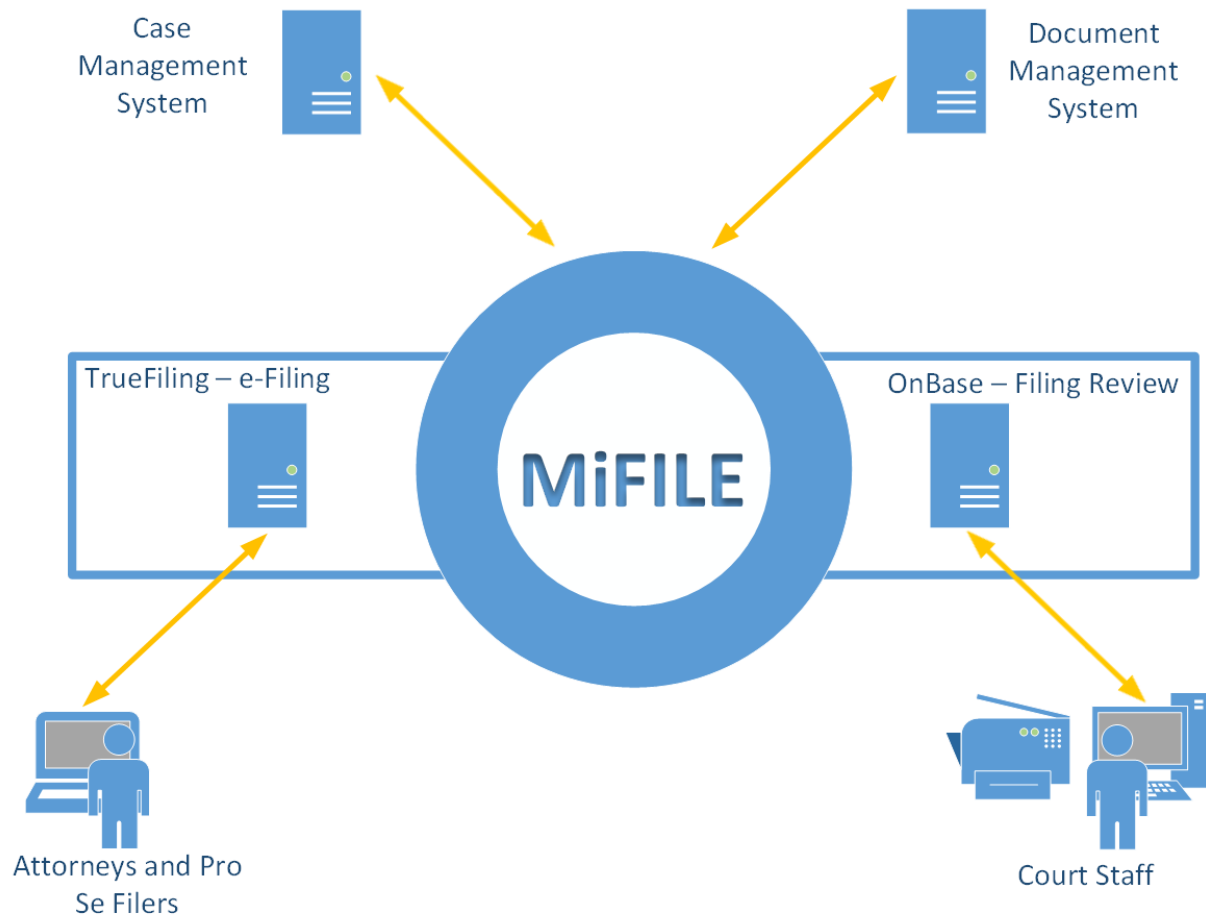 Case
Management
System
Document
Management
System
TrueFiling – e-Filing
OnBase – Filing Review
MiFILE
Attorneys and Pro
Se Filers
Court Staff